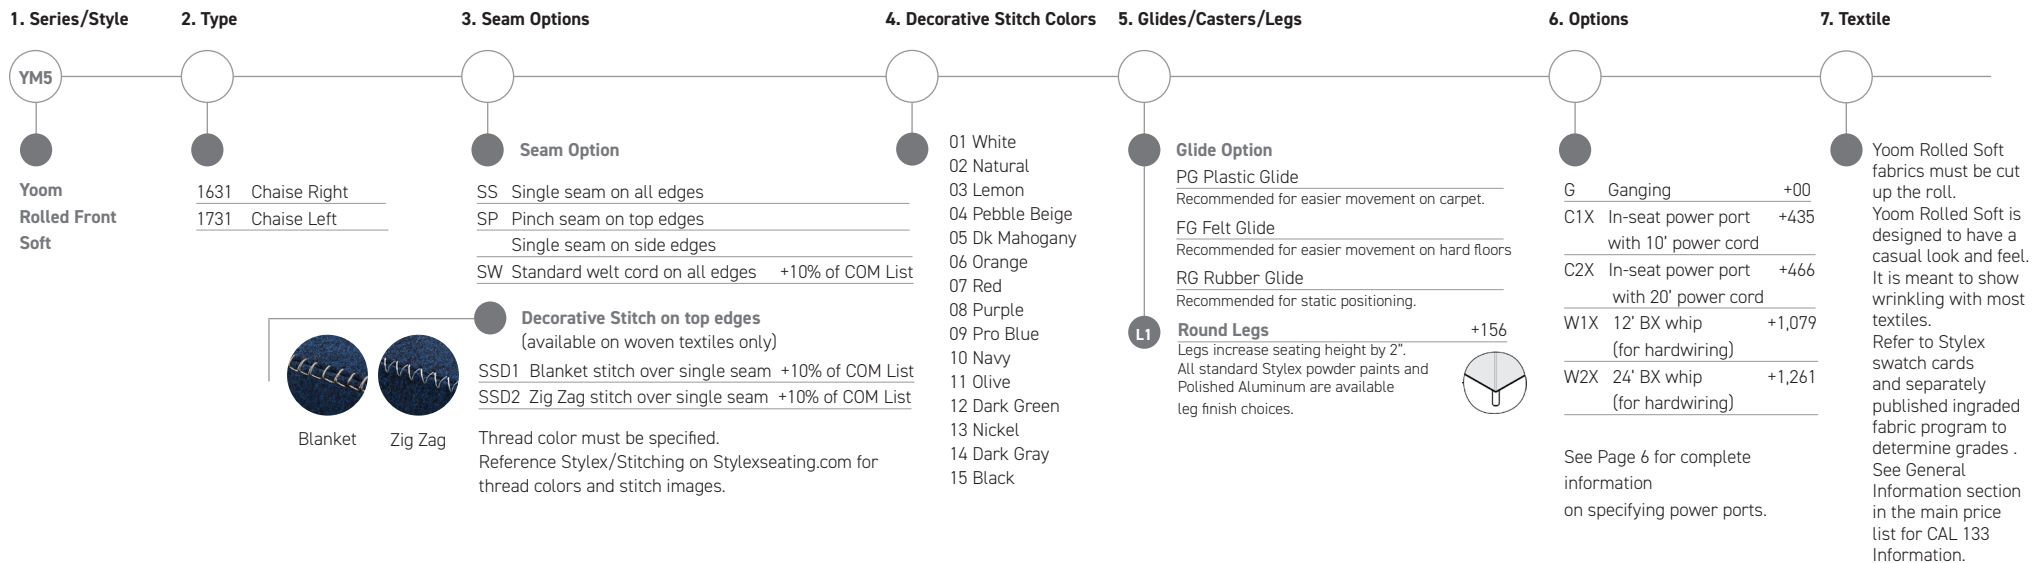 1. Series/Style
YM5
Yoom
Rolled Front
Soft
2. Type
1631 Chaise Right
1731 Chaise Left
3. Seam Options
Seam Option
SS Single seam on all edges
SP Pinch seam on top edges
Single seam on side edges
SW Standard welt cord on all edges +10% of COM List
Decorative Stitch on top edges
(available on woven textiles only)
SSD1 Blanket stitch over single seam +10% of COM List
SSD2 Zig Zag stitch over single seam +10% of COM List
Blanket Zig Zag
Thread color must be specified.
Reference Stylex/Stitching on Stylexseating.com for
thread colors and stitch images.
4. Decorative Stitch Colors
01 White
02 Natural
03 Lemon
04 Pebble Beige
05 Dk Mahogany
06 Orange
07 Red
08 Purple
09 Pro Blue
10 Navy
11 Olive
12 Dark Green
13 Nickel
14 Dark Gray
15 Black
5. Glides/Casters/Legs
Glide Option
PG Plastic Glide
Recommended for easier movement on carpet.
FG Felt Glide
Recommended for easier movement on hard floors
RG Rubber Glide
Recommended for static positioning.
L1 Round Legs +156
Legs increase seating height by 2".
All standard Stylex powder paints and
Polished Aluminum are available
leg finish choices.
6. Options
G Ganging +00
C1X In-seat power port +435
with 10' power cord
C2X In-seat power port +466
with 20' power cord
W1X 12' BX whip +1,079
(for hardwiring)
W2X 24' BX whip +1,261
(for hardwiring)
See Page 6 for complete
information
on specifying power ports.
7. Textile
Yoom Rolled Soft
fabrics must be cut
up the roll.
Yoom Rolled Soft is
designed to have a
casual look and feel.
It is meant to show
wrinkling with most
textiles.
Refer to Stylex
swatch cards
and separately
published ingraded
fabric program to
determine grades .
See General
Information section
in the main price
list for CAL 133
Information.